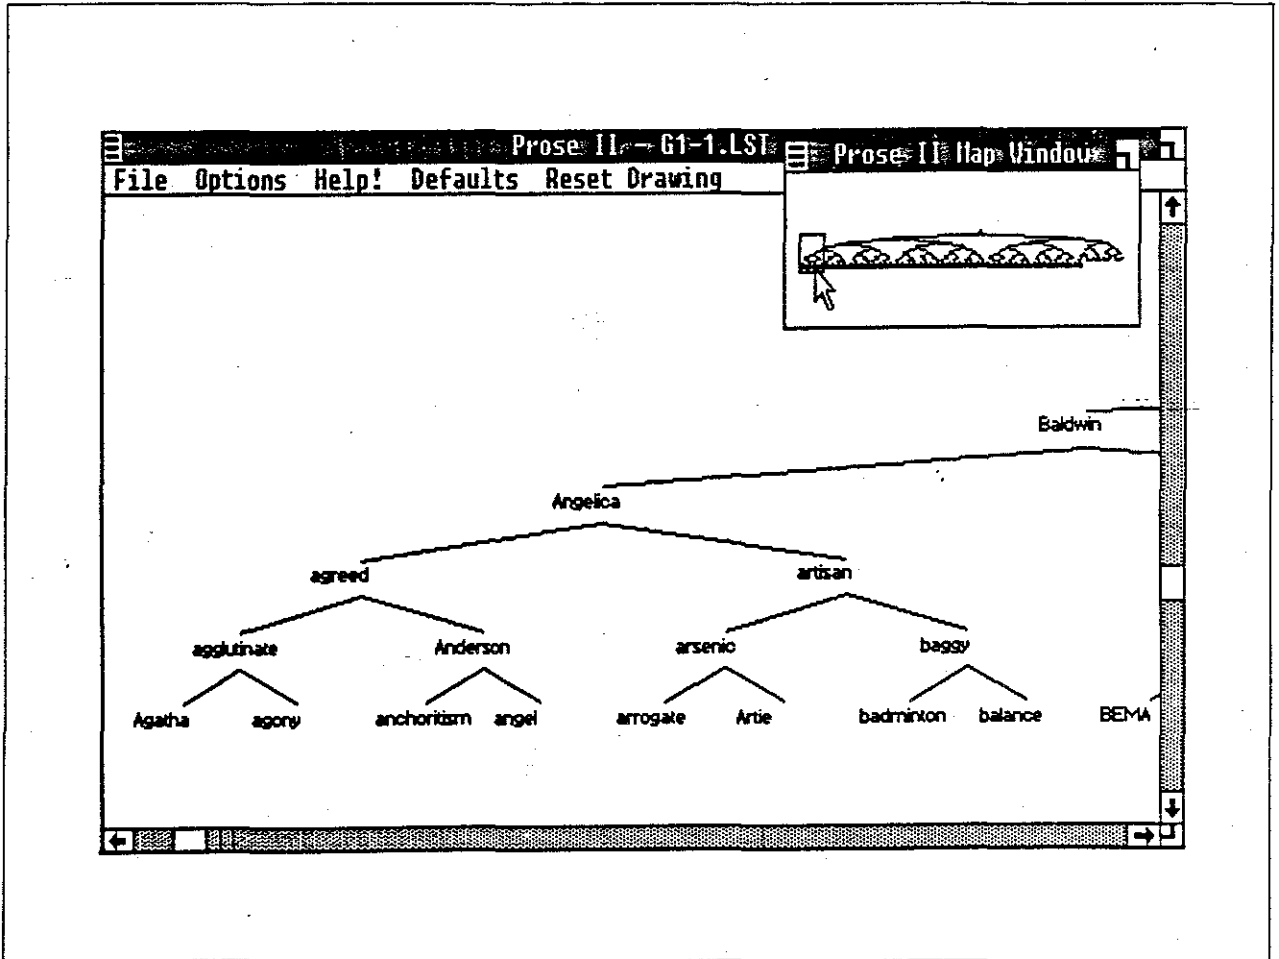 Prose II - G1-1.LST
Prose II Map Window
File Options Help! Defaults Reset Drawing
Baldwin
Angelica
agreed artisan
agglutinate Anderson arsenic baggy
Agatha agony anchoritism angel arrogate Artie badminton balance BEMA